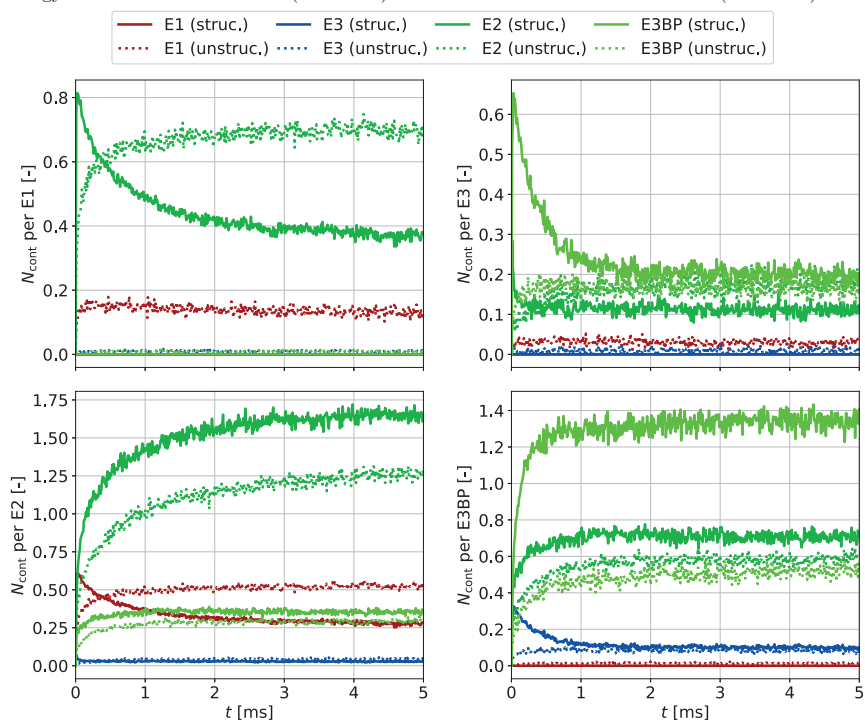 E1 (struc.) E3 (struc.) E2 (struc.) E3BP (struc.)
E1 (unstruc.) E3 (unstruc.) E2 (unstruc.) E3BP (unstruc.)
N_cont per E1 [-]
0.8
0.6
0.4
0.2
0.0
N_cont per E3 [-]
0.6
0.5
0.4
0.3
0.2
0.1
0.0
N_cont per E2 [-]
1.75
1.50
1.25
1.00
0.75
0.50
0.25
0.00
0 1 2 3 4 5
t [ms]
N_cont per E3BP [-]
1.4
1.2
1.0
0.8
0.6
0.4
0.2
0.0
0 1 2 3 4 5
t [ms]